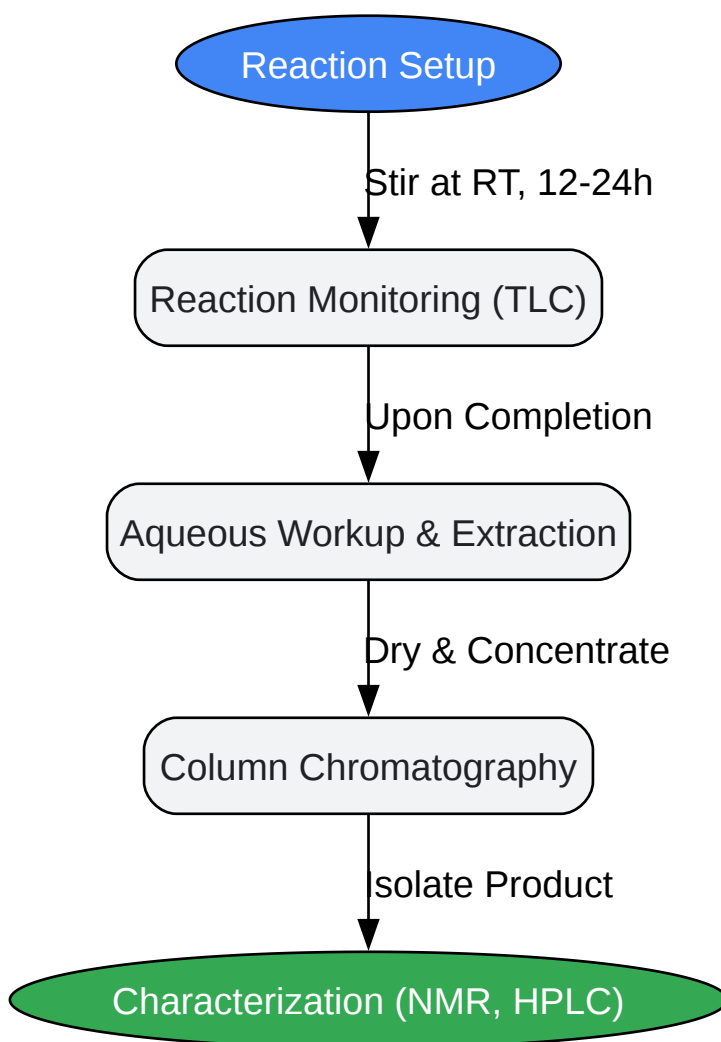 Reaction Setup
Stir at RT, 12-24h
Reaction Monitoring (TLC)
Upon Completion
Aqueous Workup & Extraction
Dry & Concentrate
Column Chromatography
Isolate Product
Characterization (NMR, HPLC)